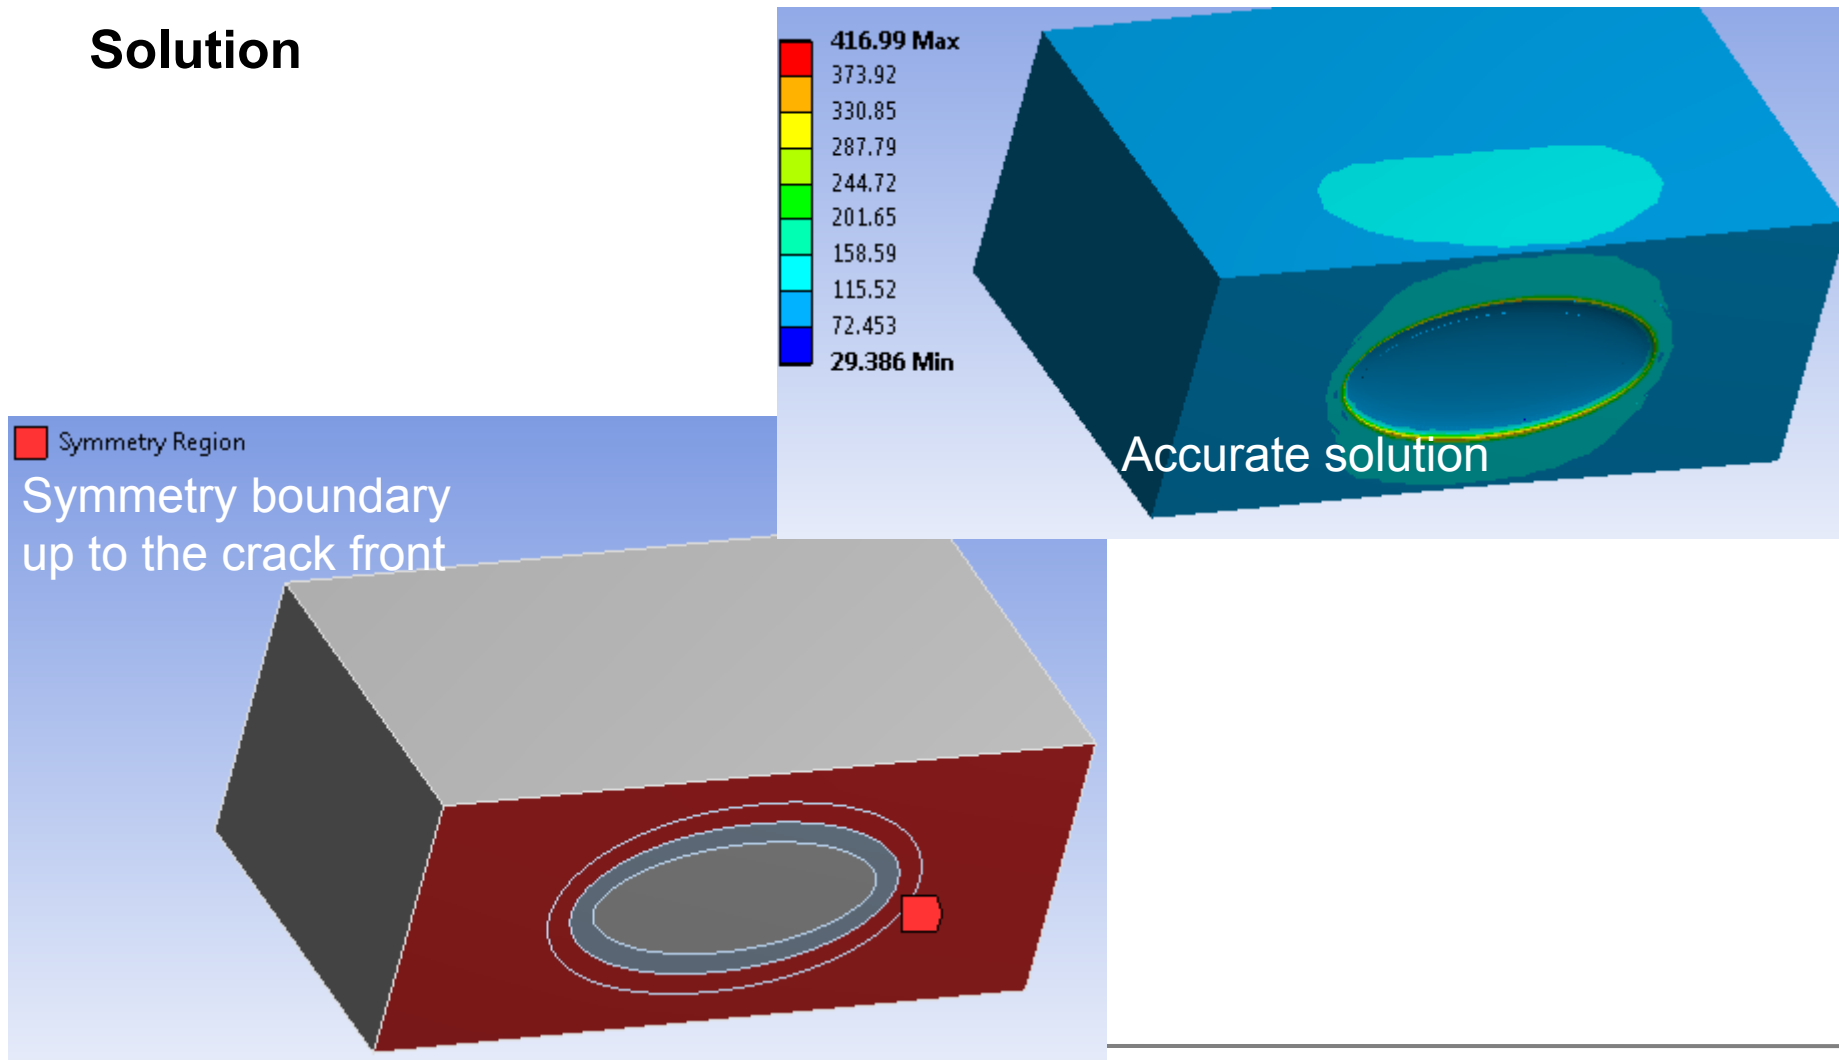 Solution
416.99 Max
373.92
330.85
287.79
244.72
201.65
158.59
115.52
72.453
29.386 Min
Accurate solution
Symmetry Region
Symmetry boundary
up to the crack front